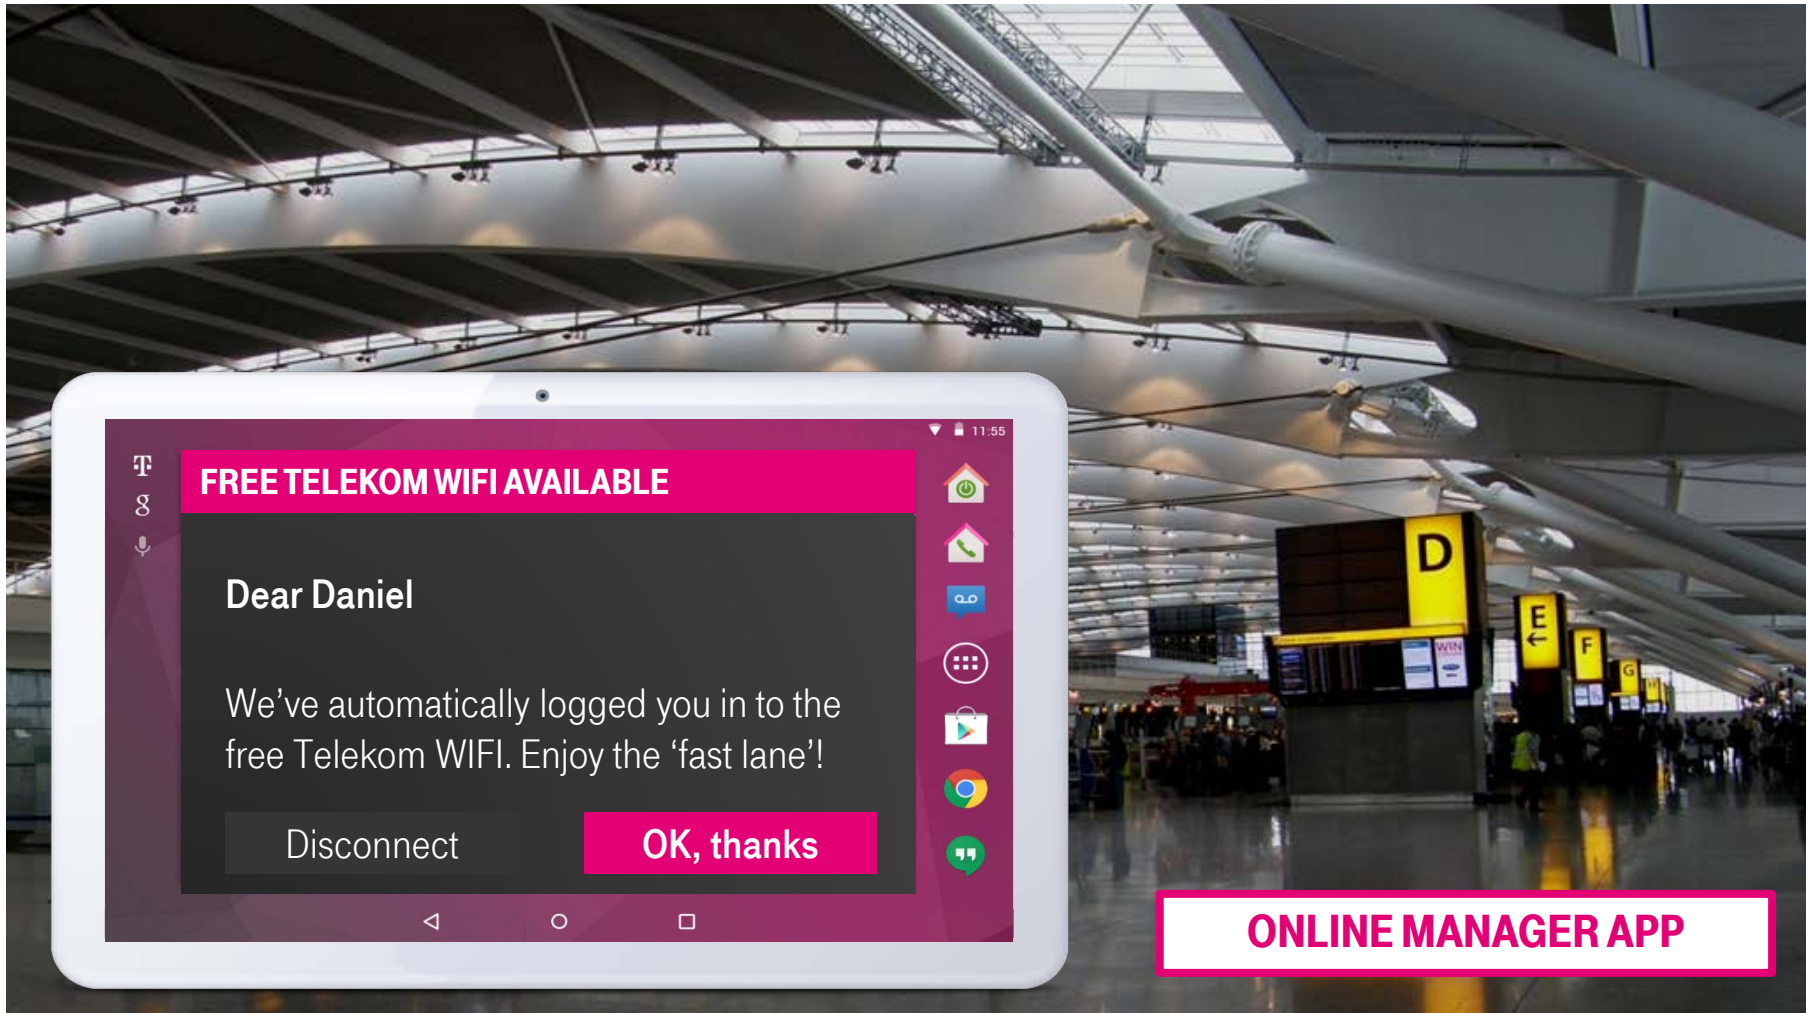 11:55
T
g
FREE TELEKOM WIFI AVAILABLE
Dear Daniel
We’ve automatically logged you in to the
free Telekom WIFI. Enjoy the ‘fast lane’!
Disconnect
OK, thanks
D
E
F
G
H
WIN
ONLINE MANAGER APP